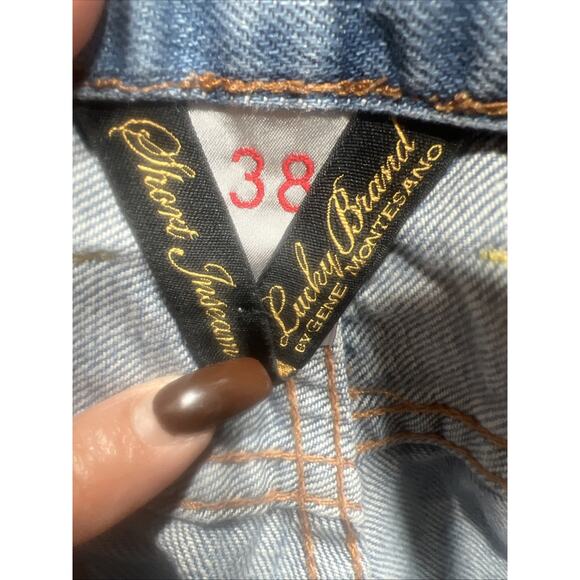 Short Inseam
38
Lucky Brand
BY GENE MONTESANO